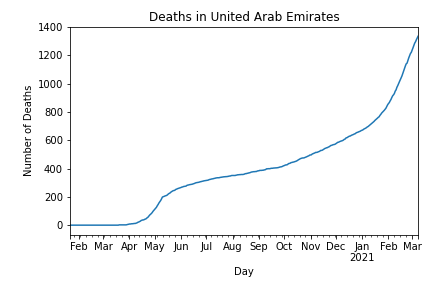 Deaths in United Arab Emirates
1400
1200
1000
800
600
400
200
0
Number of Deaths
Feb Mar Apr May Jun Jul Aug Sep Oct Nov Dec Jan Feb Mar
2021
Day